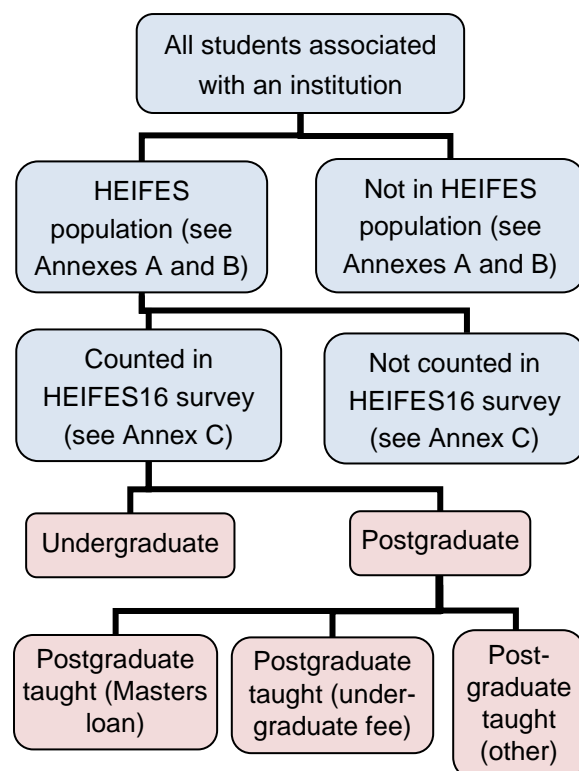 All students associated
with an institution
HEIFES
population (see
Annexes A and B)
Not in HEIFES
population (see
Annexes A and B)
Counted in
HEIFES16 survey
(see Annex C)
Not counted in
HEIFES16 survey
(see Annex C)
Undergraduate
Postgraduate
Postgraduate
taught (Masters
loan)
Postgraduate
taught (under-
graduate fee)
Post-
graduate
taught
(other)